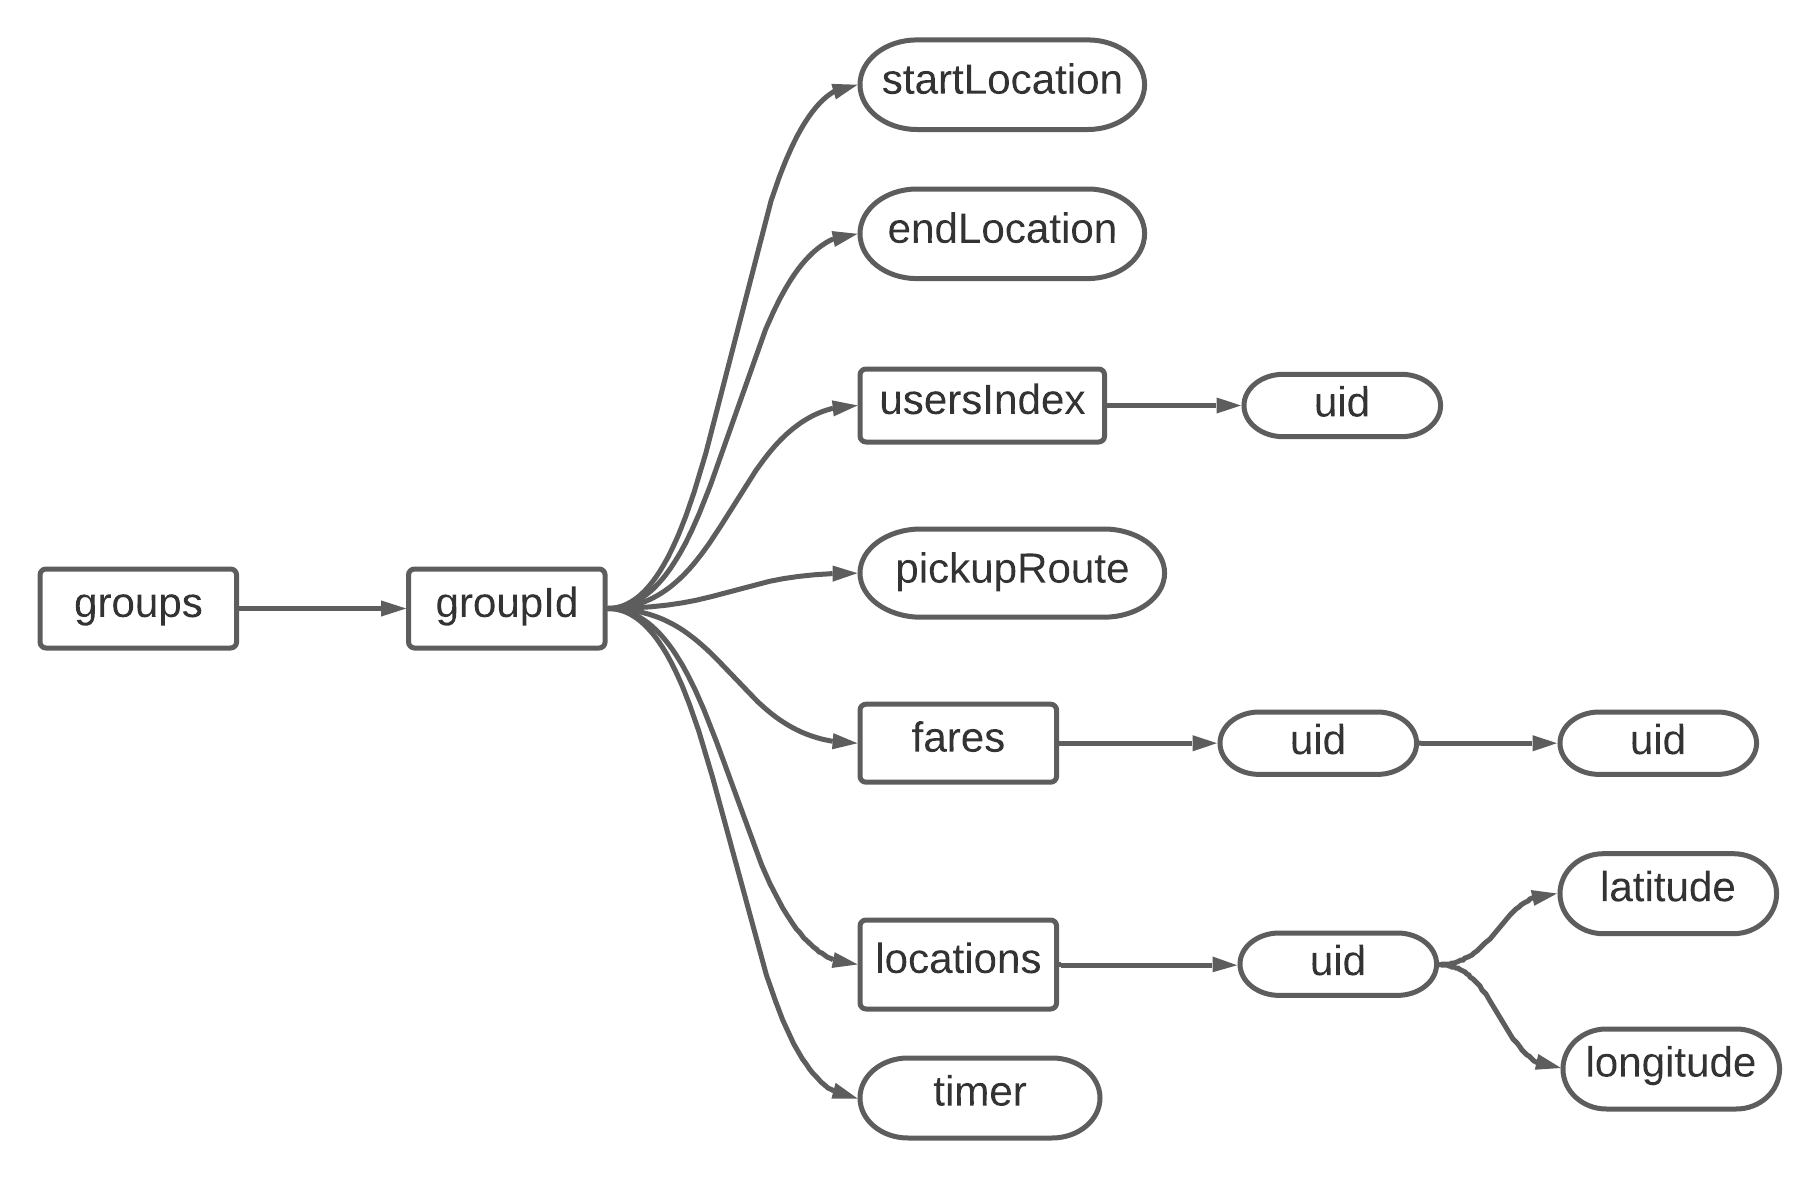 startLocation
endLocation
usersIndex
uid
pickupRoute
groups
groupId
fares
uid
uid
locations
uid
latitude
longitude
timer